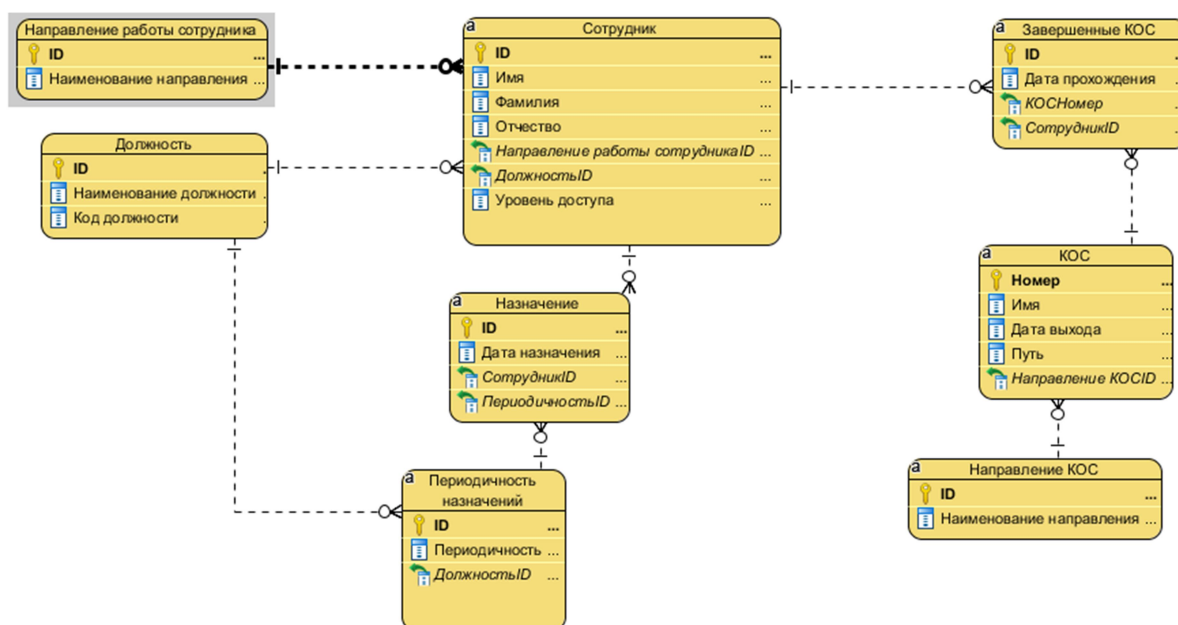 Направление работы сотрудника
ID ...
Наименование направления ...
Должность
ID .
Наименование должности .
Код должности .
a
Сотрудник
ID ...
Имя ...
Фамилия ...
Отчество ...
Направление работы сотрудникаID ...
ДолжностьID ...
Уровень доступа ...
a
Назначение
ID ...
Дата назначения ...
СотрудникID ...
ПериодичностьID ...
a
Периодичность
назначений
ID ...
Периодичность ...
ДолжностьID ...
a
Завершенные КОС
ID
Дата прохождения
КОСНомер
СотрудникID
a
КОС
Номер ...
Имя ...
Дата выхода ...
Путь ...
Направление КОСID ...
a
Направление КОС
ID ...
Наименование направления ...